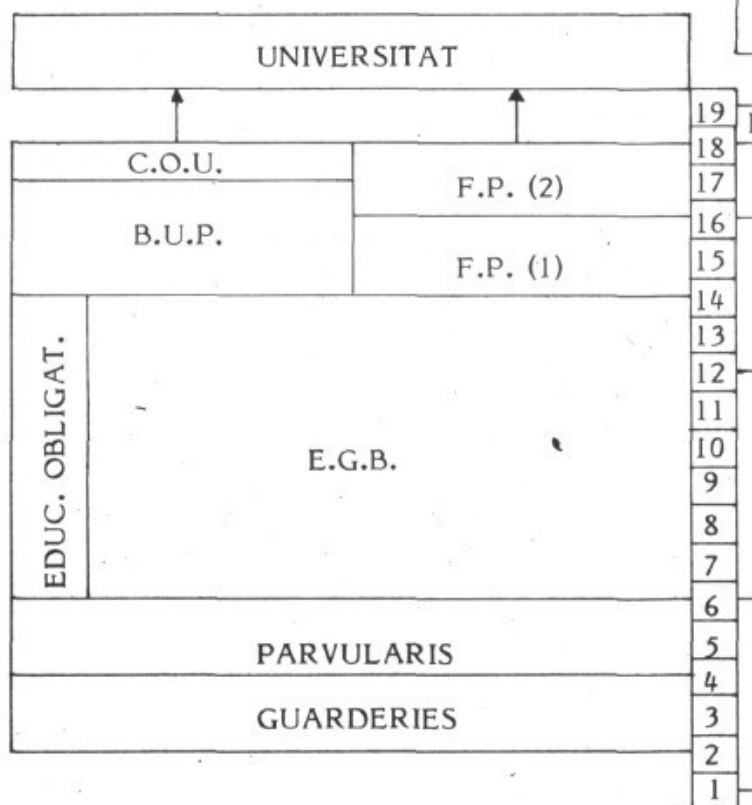 UNIVERSITAT
C.O.U.
F.P. (2)
B.U.P.
F.P. (1)
EDUC. OBLIGAT.
E.G.B.
PARVULARIS
GUARDERIES
19
18
17
16
15
14
13
12
11
10
9
8
7
6
5
4
3
2
1